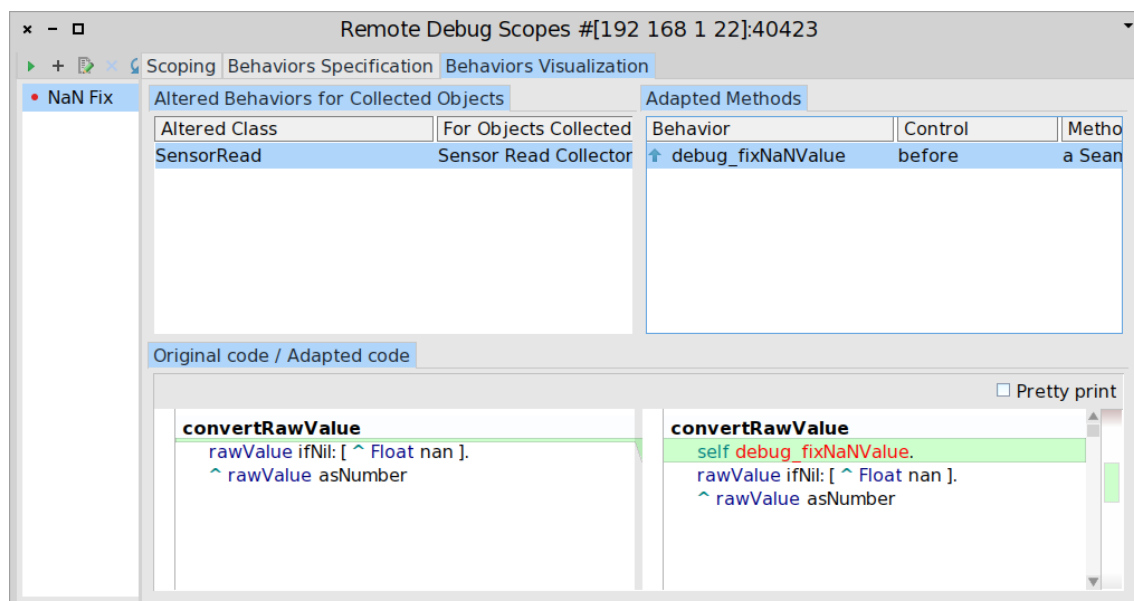 Remote Debug Scopes #[192 168 1 22]:40423
Scoping Behaviors Specification Behaviors Visualization
NaN Fix
Altered Behaviors for Collected Objects
Altered Class For Objects Collected
SensorRead Sensor Read Collector
Adapted Methods
Behavior Control Metho
debug_fixNaNValue before a Sean
Original code / Adapted code
Pretty print
convertRawValue
rawValue ifNil: [ ^ Float nan ].
^ rawValue asNumber
convertRawValue
self debug_fixNaNValue.
rawValue ifNil: [ ^ Float nan ].
^ rawValue asNumber